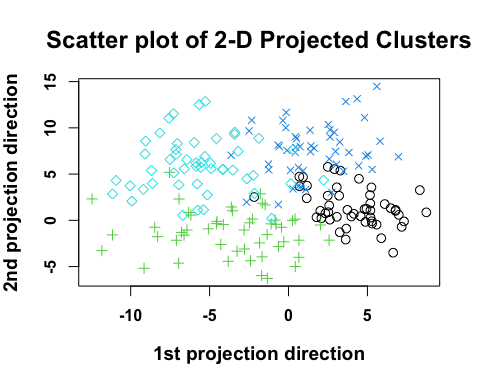 Scatter plot of 2-D Projected Clusters
2nd projection direction
15
10
5
0
-5
-10 -5 0 5
1st projection direction